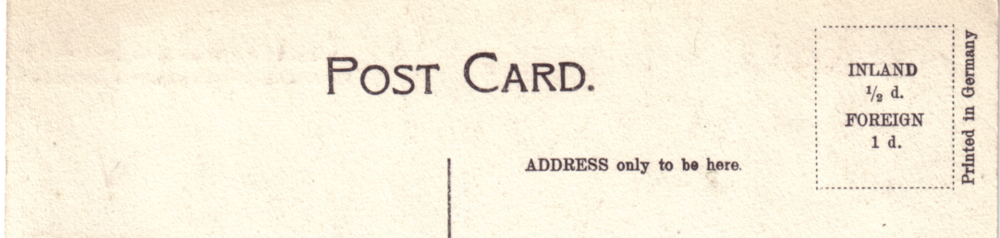 POST CARD.
INLAND
½ d.
FOREIGN
1 d.
Printed in Germany
ADDRESS only to be here.